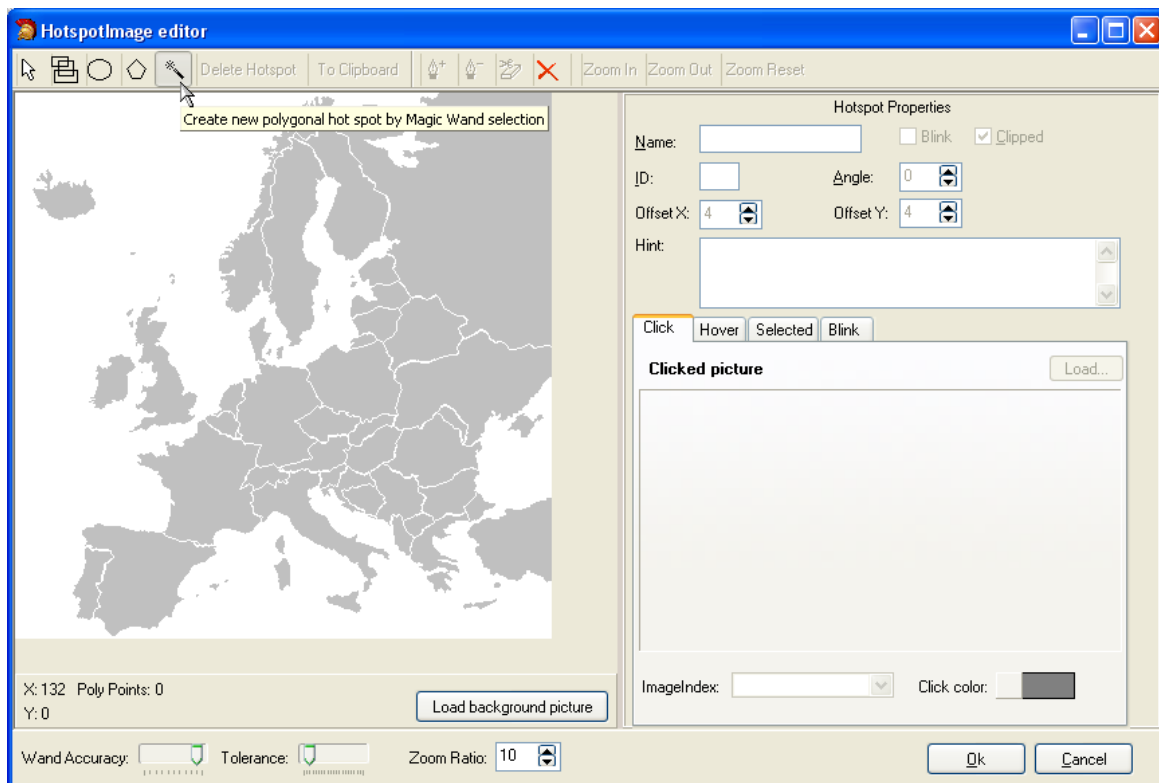 HotspotImage editor
Delete Hotspot To Clipboard Zoom In Zoom Out Zoom Reset
Create new polygonal hot spot by Magic Wand selection
Hotspot Properties
Name: Blink Clipped
ID: Angle: 0
Offset X: 4 Offset Y: 4
Hint:
Click Hover Selected Blink
Clicked picture Load...
ImageIndex: Click color:
X: 132 Poly Points: 0
Y: 0
Load background picture
Wand Accuracy: Tolerance: Zoom Ratio: 10 Ok Cancel